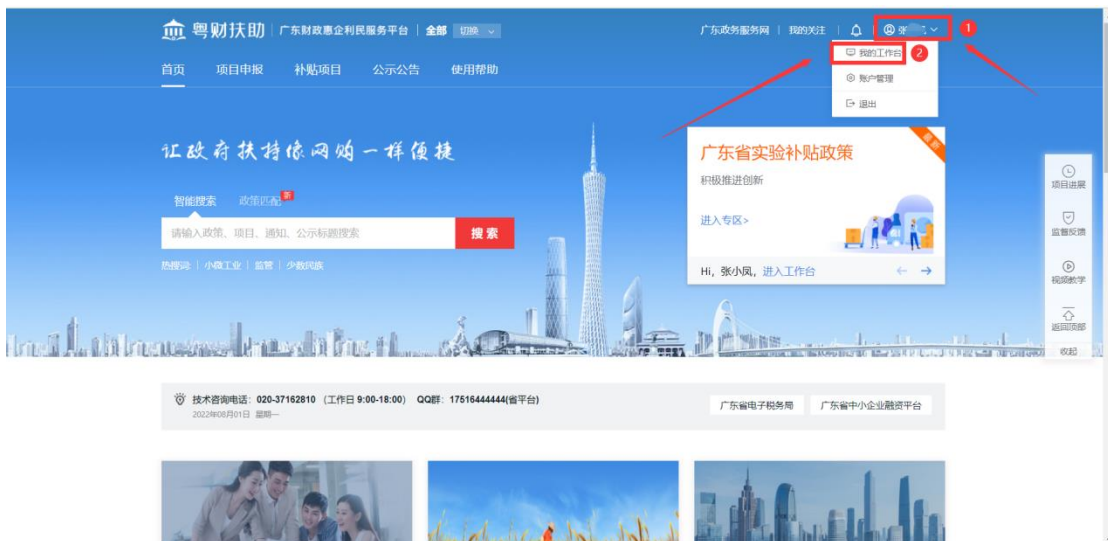 粤财扶助 广东财政惠企利民服务平台 全部 切换
广东政务服务网 我的关注 张
1
我的工作台 2
账户管理
退出
首页 项目申报 补贴项目 公示公告 使用帮助
让政府扶持像网购一样便捷
智能搜索 政策匹配 新
请输入政策、项目、通知、公示标题搜索 搜索
热搜词 小微工业 监管 少数民族
广东省实验补贴政策
积极推进创新
进入专区>
Hi, 张小凤, 进入工作台 ← →
项目进展
监督反馈
视频教学
返回顶部
收起
技术咨询电话: 020-37162810 (工作日 9:00-18:00) QQ群: 17516444444(省平台)
2022年08月01日 星期一
广东省电子税务局 广东省中小企业融资平台